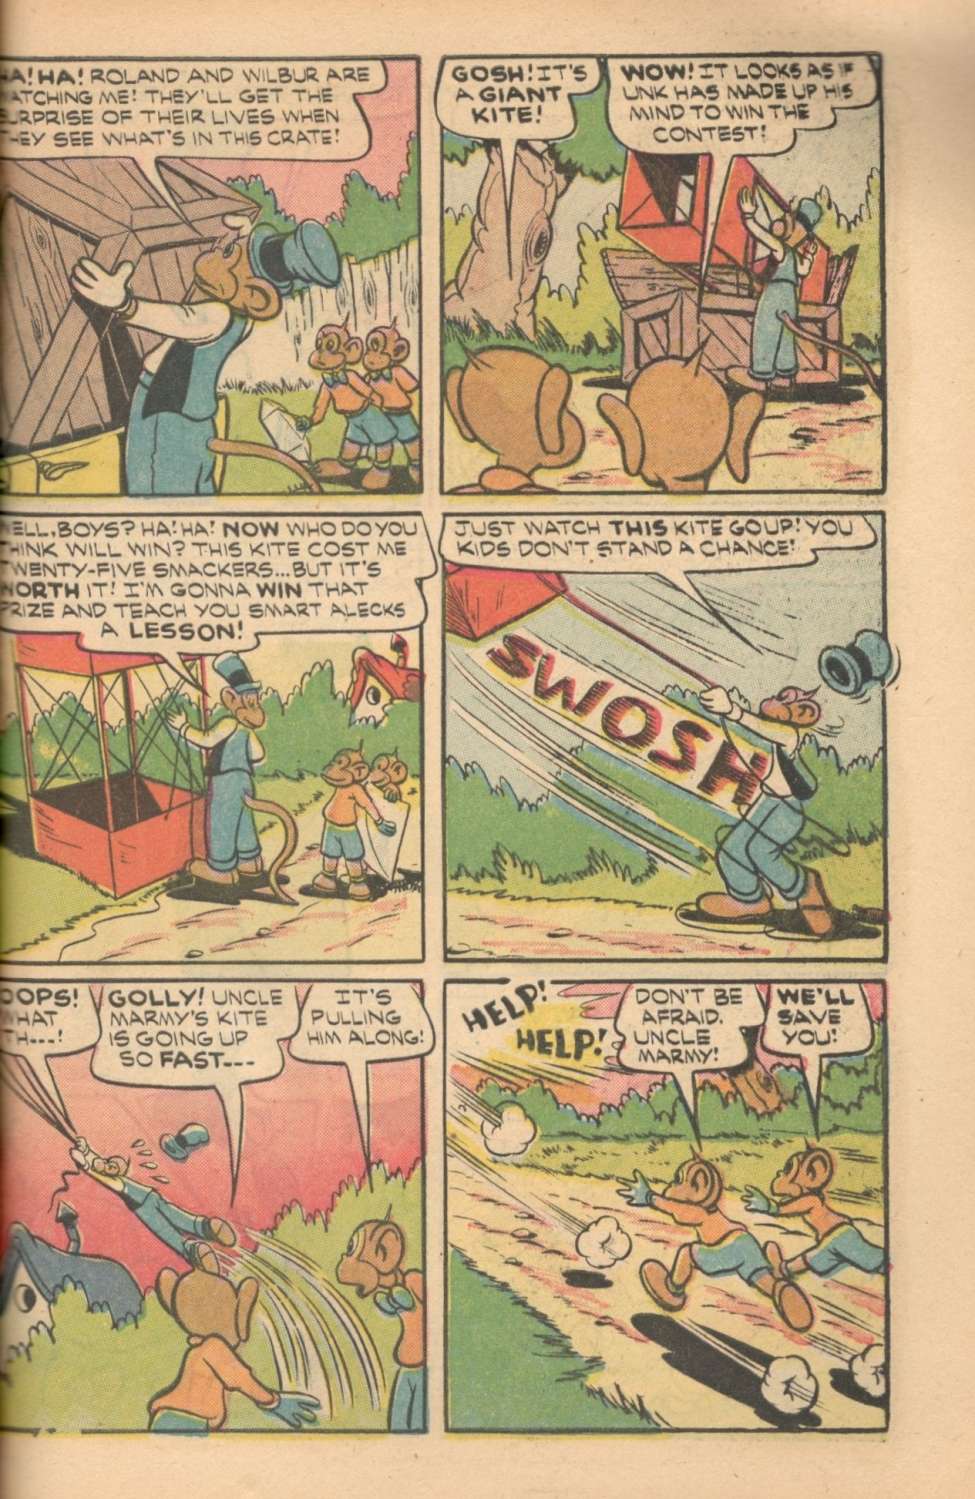 HA! HA! ROLAND AND WILBUR ARE
WATCHING ME! THEY'LL GET THE
SURPRISE OF THEIR LIVES WHEN
THEY SEE WHAT'S IN THIS CRATE!
GOSH! IT'S
A GIANT
KITE!
WOW! IT LOOKS AS IF
UNK HAS MADE UP HIS
MIND TO WIN THE
CONTEST!
WELL, BOYS? HA! HA! NOW WHO DO YOU
THINK WILL WIN? THIS KITE COST ME
TWENTY-FIVE SMACKERS... BUT IT'S
WORTH IT! I'M GONNA WIN THAT
PRIZE AND TEACH YOU SMART ALECKS
A LESSON!
JUST WATCH THIS KITE GO UP! YOU
KIDS DON'T STAND A CHANCE!
SWOSH
OOPS!
WHAT
TH---!
GOLLY! UNCLE
MARMY'S KITE
IS GOING UP
SO FAST---
IT'S
PULLING
HIM ALONG!
HELP!
HELP!
DON'T BE
AFRAID,
UNCLE
MARMY!
WE'LL
SAVE
YOU!